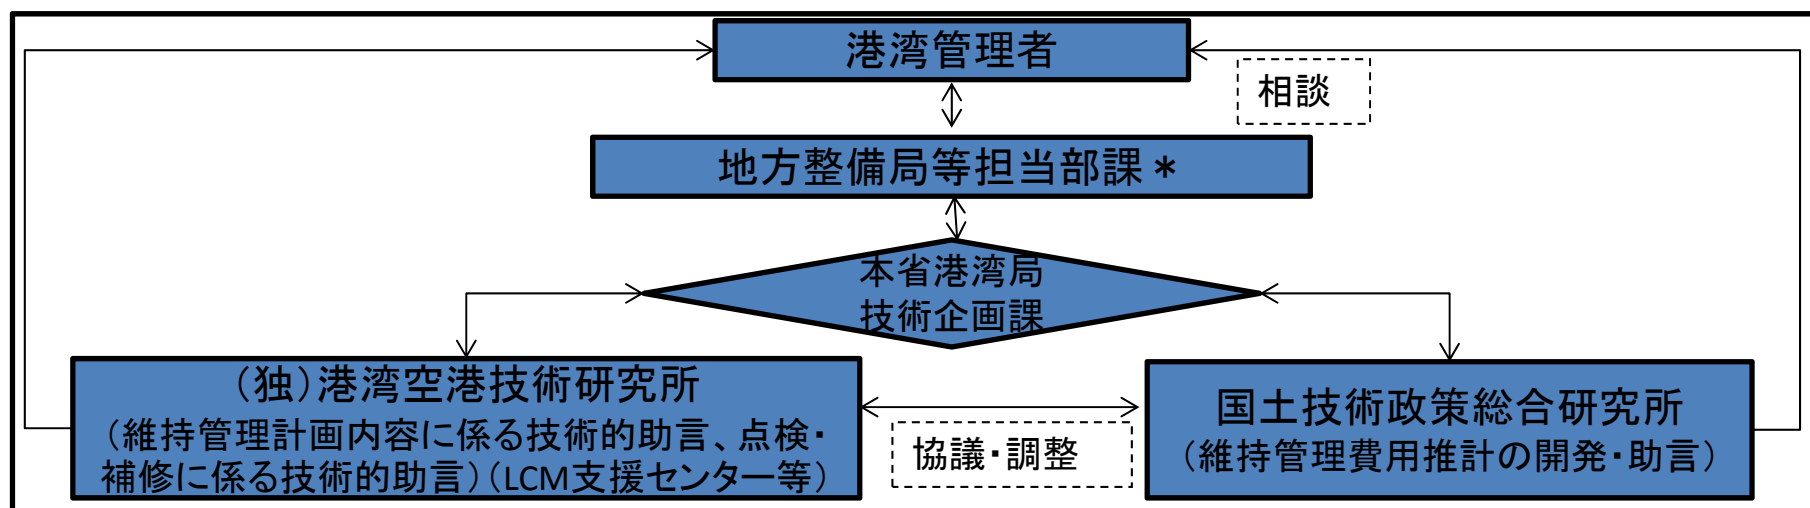 港湾管理者
相談
地方整備局等担当部課＊
本省港湾局
技術企画課
（独）港湾空港技術研究所
（維持管理計画内容に係る技術的助言、点検・
補修に係る技術的助言）（LCM支援センター等）
協議・調整
国土技術政策総合研究所
（維持管理費用推計の開発・助言）